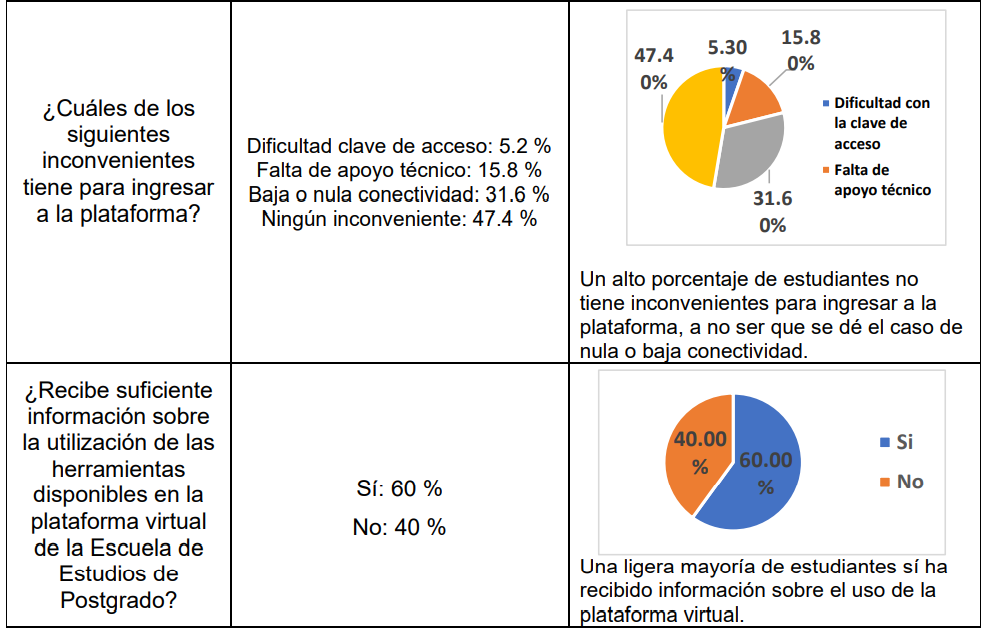 ¿Cuáles de los
siguientes
inconvenientes
tiene para ingresar
a la plataforma?
Dificultad clave de acceso: 5.2 %
Falta de apoyo técnico: 15.8 %
Baja o nula conectividad: 31.6 %
Ningún inconveniente: 47.4 %
47.4
0%
5.30
%
15.8
0%
31.6
0%
Dificultad con
la clave de
acceso
Falta de
apoyo técnico
Un alto porcentaje de estudiantes no
tiene inconvenientes para ingresar a la
plataforma, a no ser que se dé el caso de
nula o baja conectividad.
¿Recibe suficiente
información sobre
la utilización de las
herramientas
disponibles en la
plataforma virtual
de la Escuela de
Estudios de
Postgrado?
Sí: 60 %
No: 40 %
40.00
%
60.00
%
Si
No
Una ligera mayoría de estudiantes sí ha
recibido información sobre el uso de la
plataforma virtual.